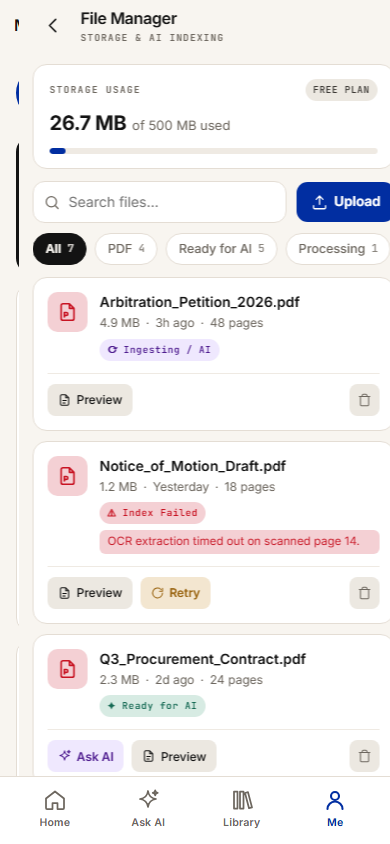 File Manager
STORAGE & AI INDEXING
STORAGE USAGE
FREE PLAN
26.7 MB of 500 MB used
Search files...
Upload
All 7
PDF 4
Ready for AI 5
Processing 1
Arbitration_Petition_2026.pdf
4.9 MB · 3h ago · 48 pages
Ingesting / AI
Preview
Notice_of_Motion_Draft.pdf
1.2 MB · Yesterday · 18 pages
Index Failed
OCR extraction timed out on scanned page 14.
Preview
Retry
Q3_Procurement_Contract.pdf
2.3 MB · 2d ago · 24 pages
Ready for AI
Ask AI
Preview
Home
Ask AI
Library
Me